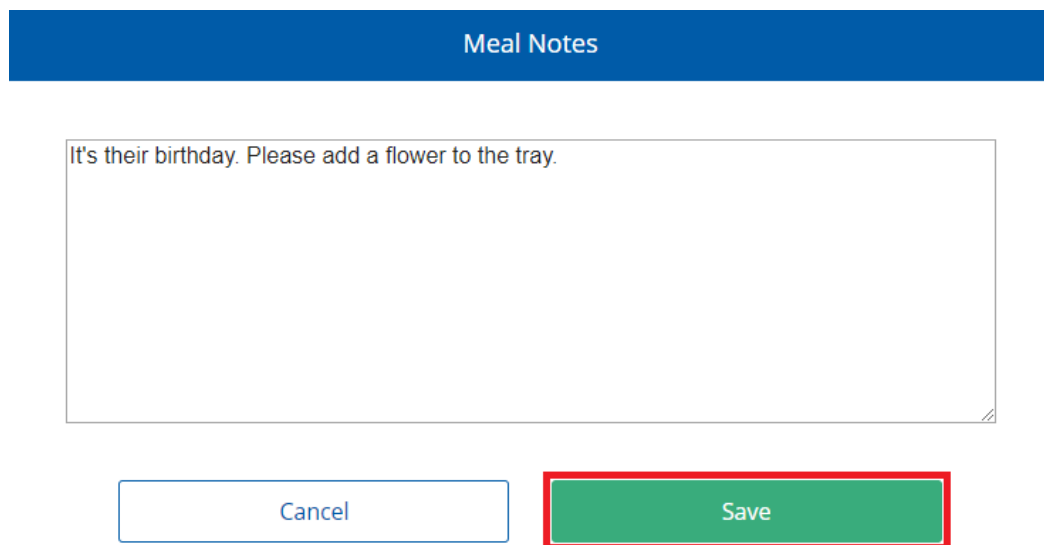 Meal Notes
It's their birthday. Please add a flower to the tray.
Cancel
Save